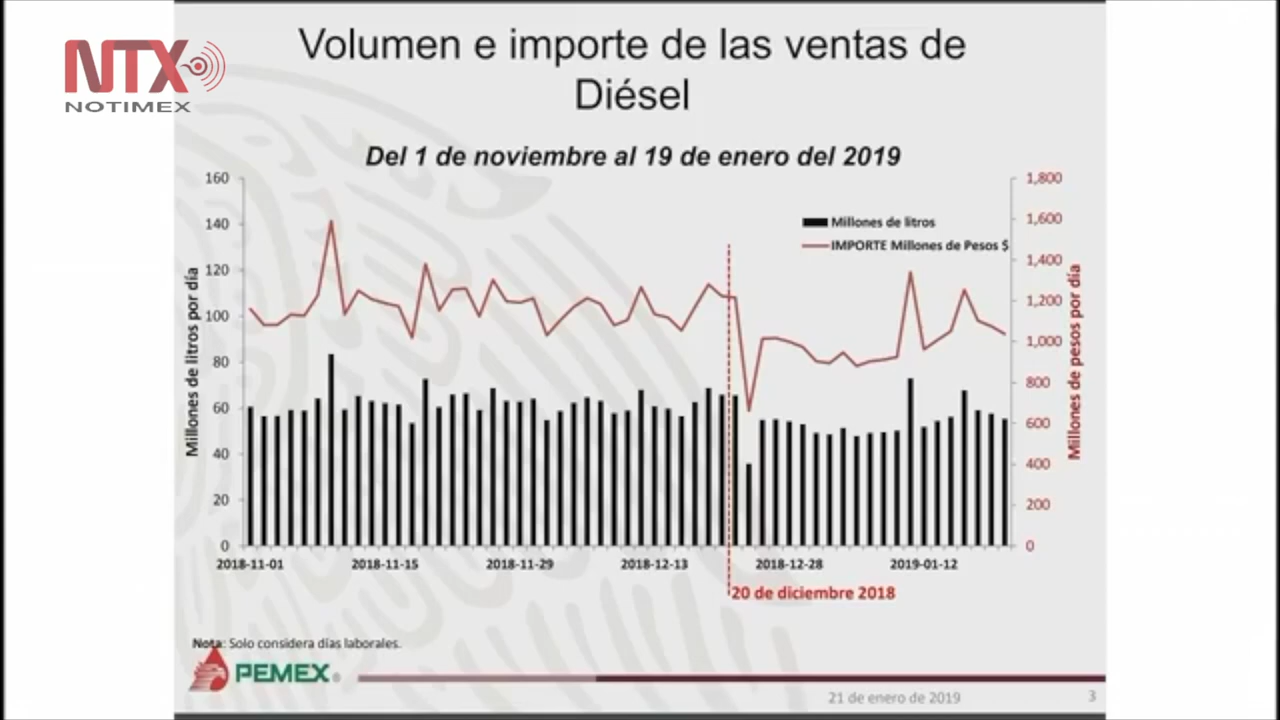 NTX
NOTIMEX
Volumen e importe de las ventas de
Diésel
Del 1 de noviembre al 19 de enero del 2019
160
140
120
100
80
60
40
20
0
Millones de litros por día
1,800
1,600
1,400
1,200
1,000
800
600
400
200
0
Millones de pesos por día
Millones de litros
IMPORTE Millones de Pesos $
2018-11-01
2018-11-15
2018-11-29
2018-12-13
2018-12-28
2019-01-12
20 de diciembre 2018
Nota: Solo considera días laborales.
PEMEX®
21 de enero de 2019
3